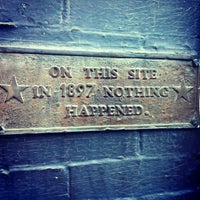 ON THIS SITE
IN 1897 NOTHING
HAPPENED.